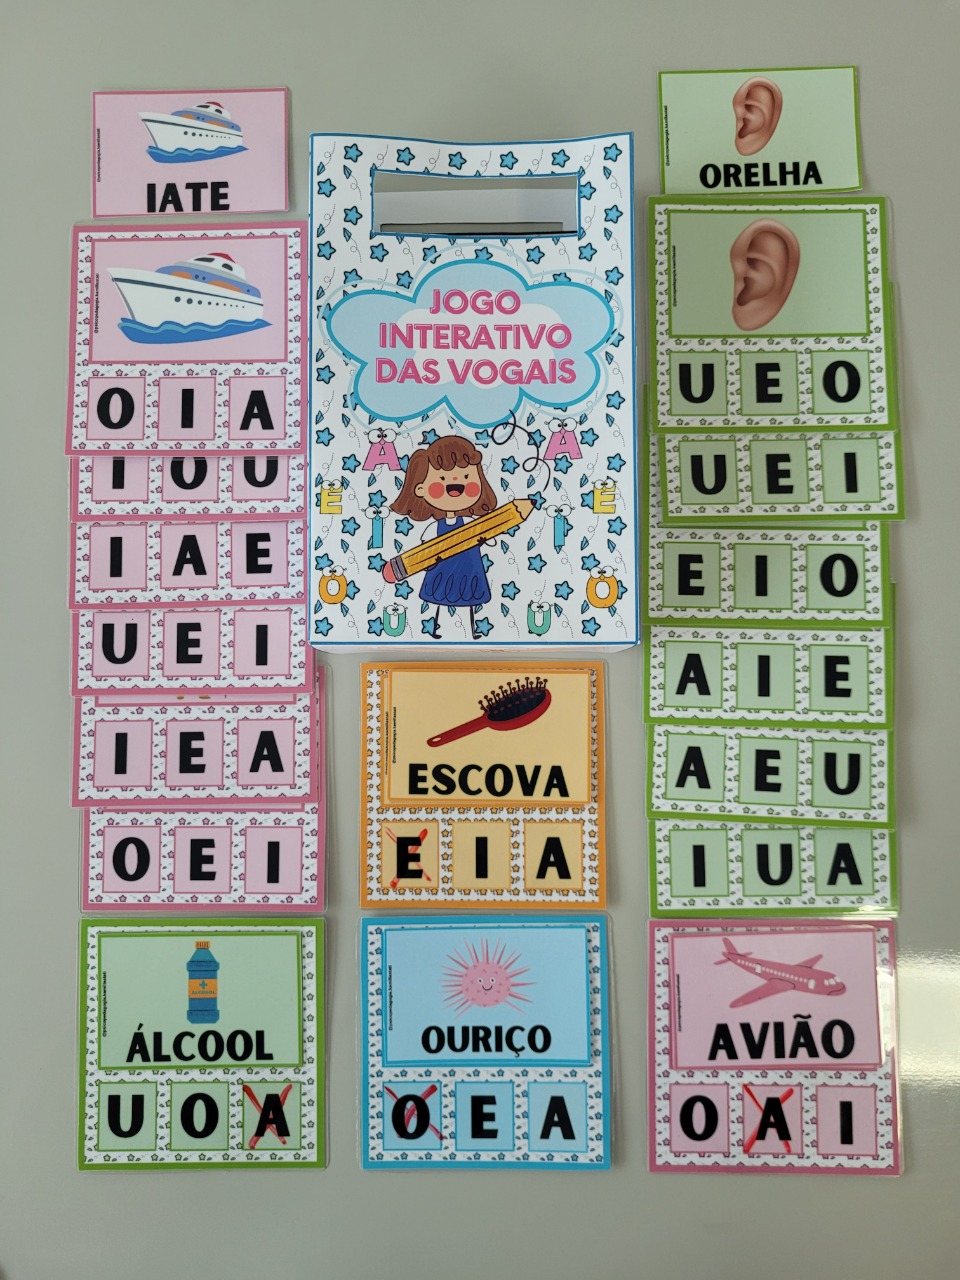 IATE
O I A
I O U
I A E
U E I
I E A
O E I
JOGO
INTERATIVO
DAS VOGAIS
A A
E E
I I
O O
U U
ORELHA
U E O
U E I
E I O
A I E
A E U
I U A
ESCOVA
E I A
ÁLCOOL
U O A
OURIÇO
O E A
AVIÃO
O A I